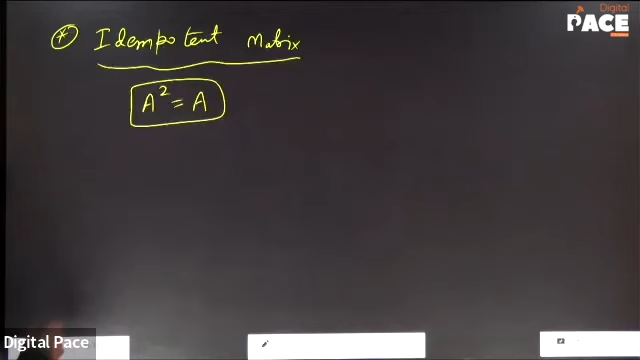 * Idempotent Matrix
A² = A
Digital
PACE
Digital Pace